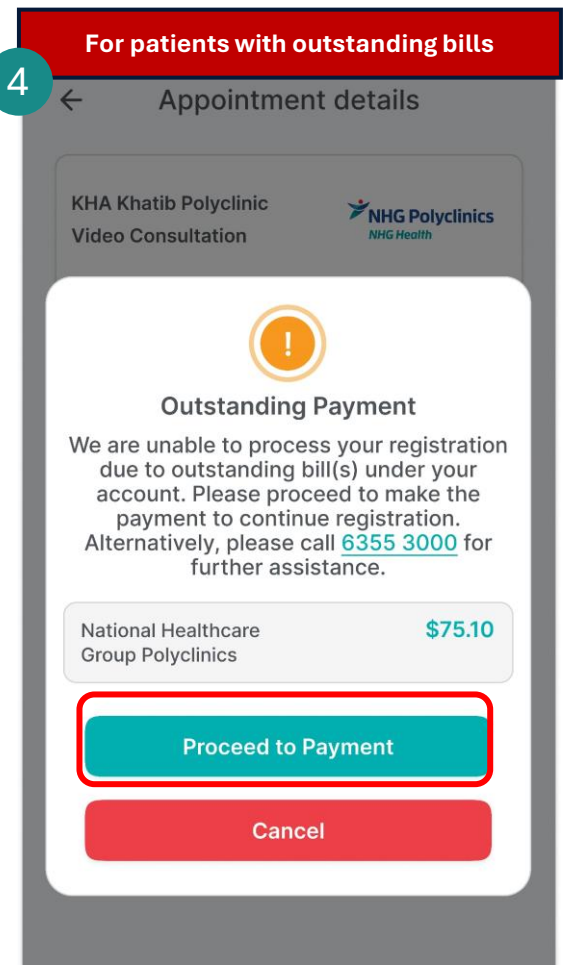 For patients with outstanding bills
4
← Appointment details
KHA Khatib Polyclinic
Video Consultation
NHG Polyclinics
NHG Health
!
Outstanding Payment
We are unable to process your registration
due to outstanding bill(s) under your
account. Please proceed to make the
payment to continue registration.
Alternatively, please call 6355 3000 for
further assistance.
National Healthcare
Group Polyclinics
$75.10
Proceed to Payment
Cancel